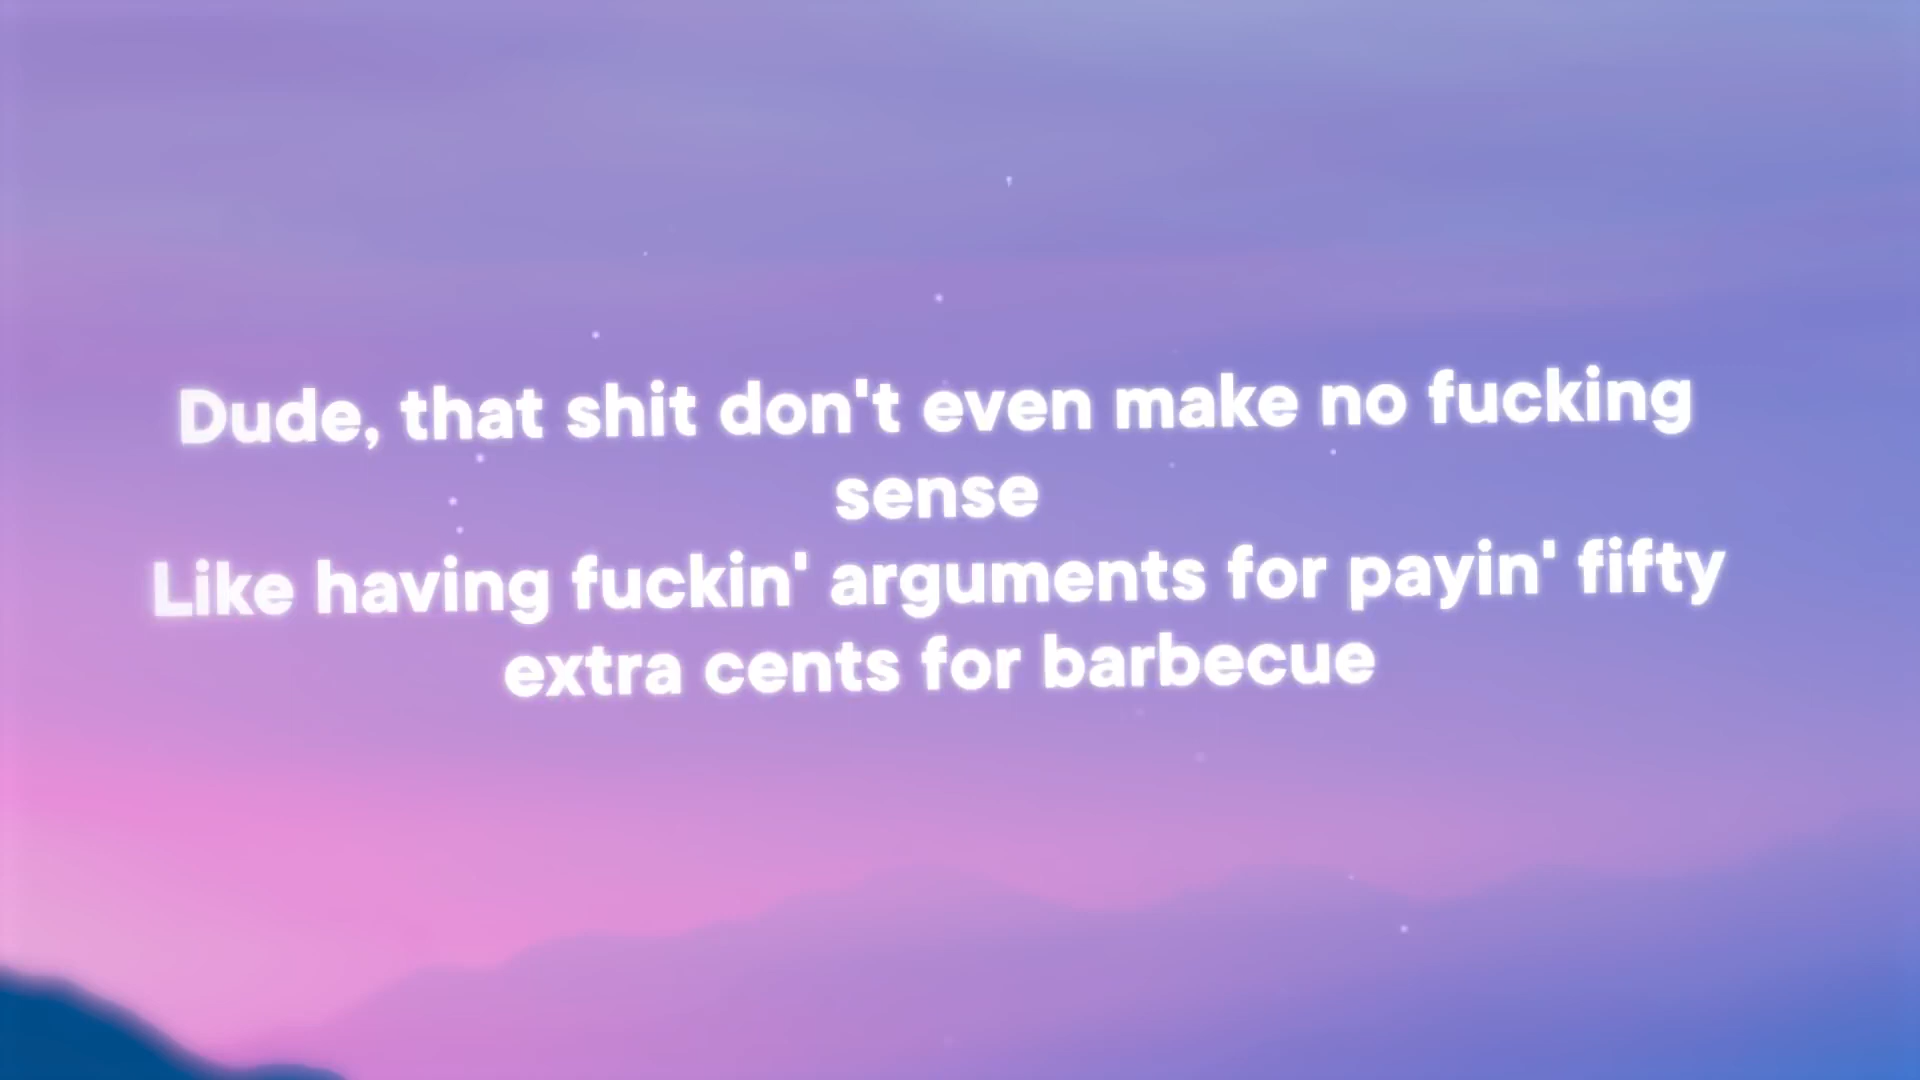 Dude, that shit don't even make no fucking
sense
Like having fuckin' arguments for payin' fifty
extra cents for barbecue